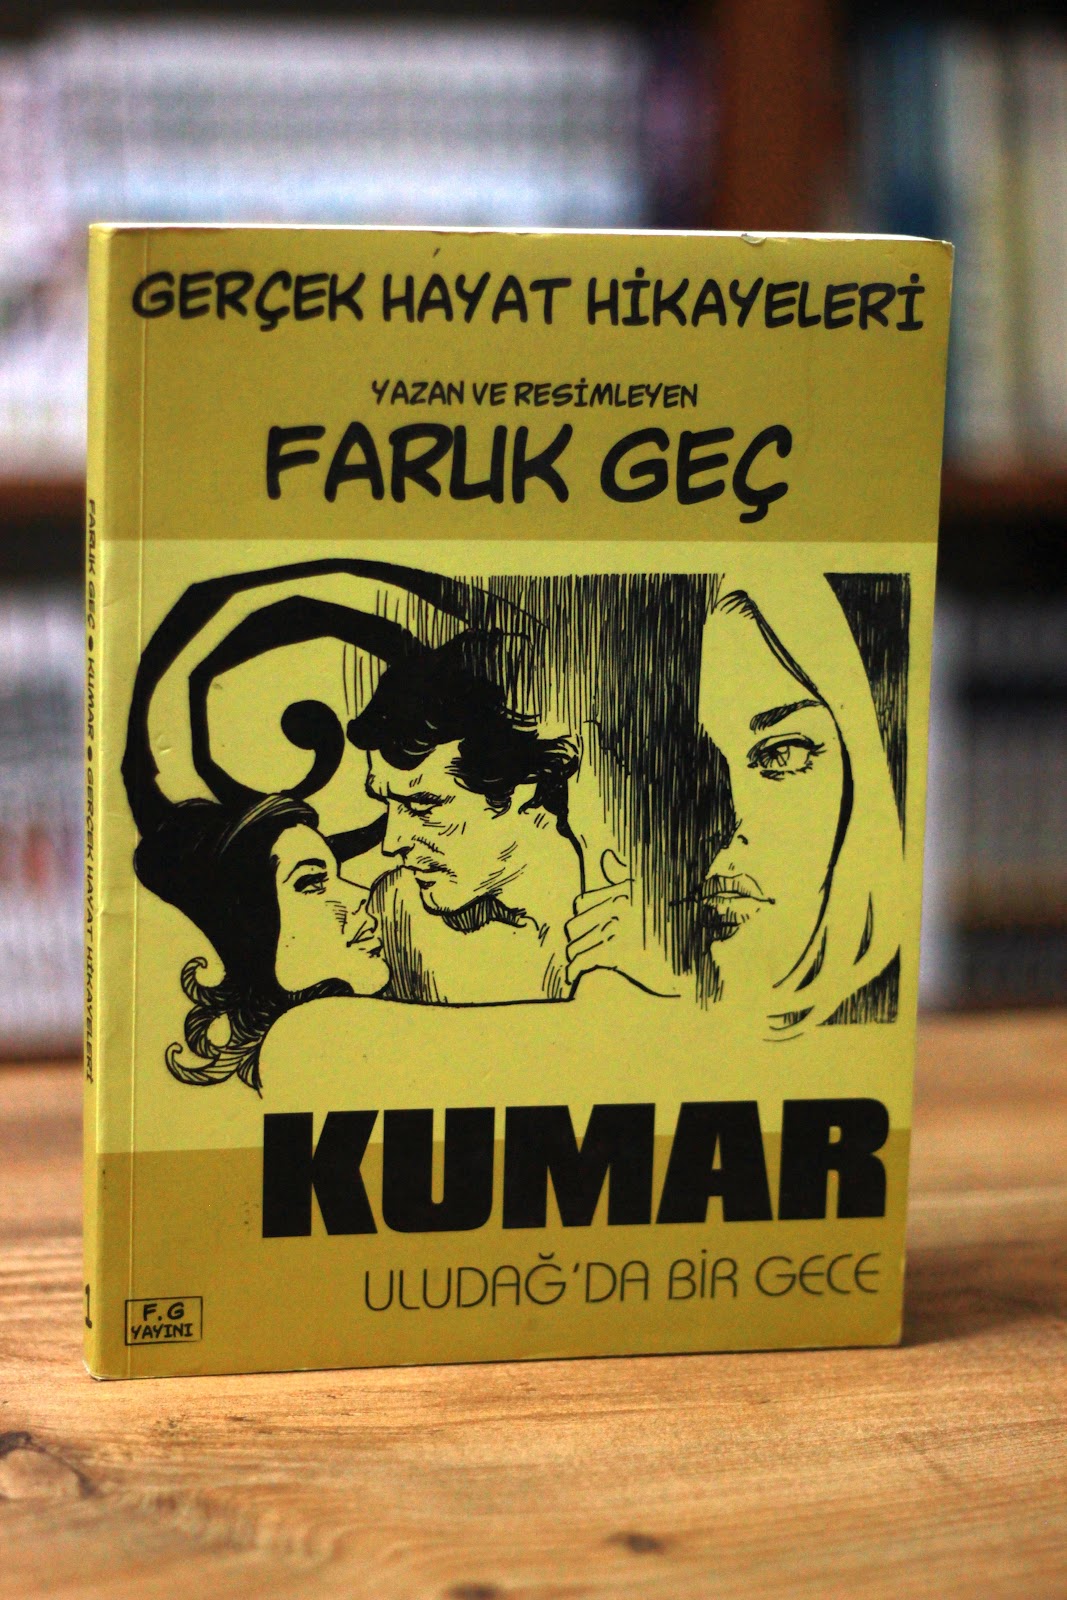 GERÇEK HAYAT HİKAYELERİ
YAZAN VE RESİMLEYEN
FARUK GEÇ
KUMAR
ULUDAĞ'DA BİR GECE
F.G
YAYINI
FARUK GEÇ ● KUMAR ● GERÇEK HAYAT HİKAYELERİ
1